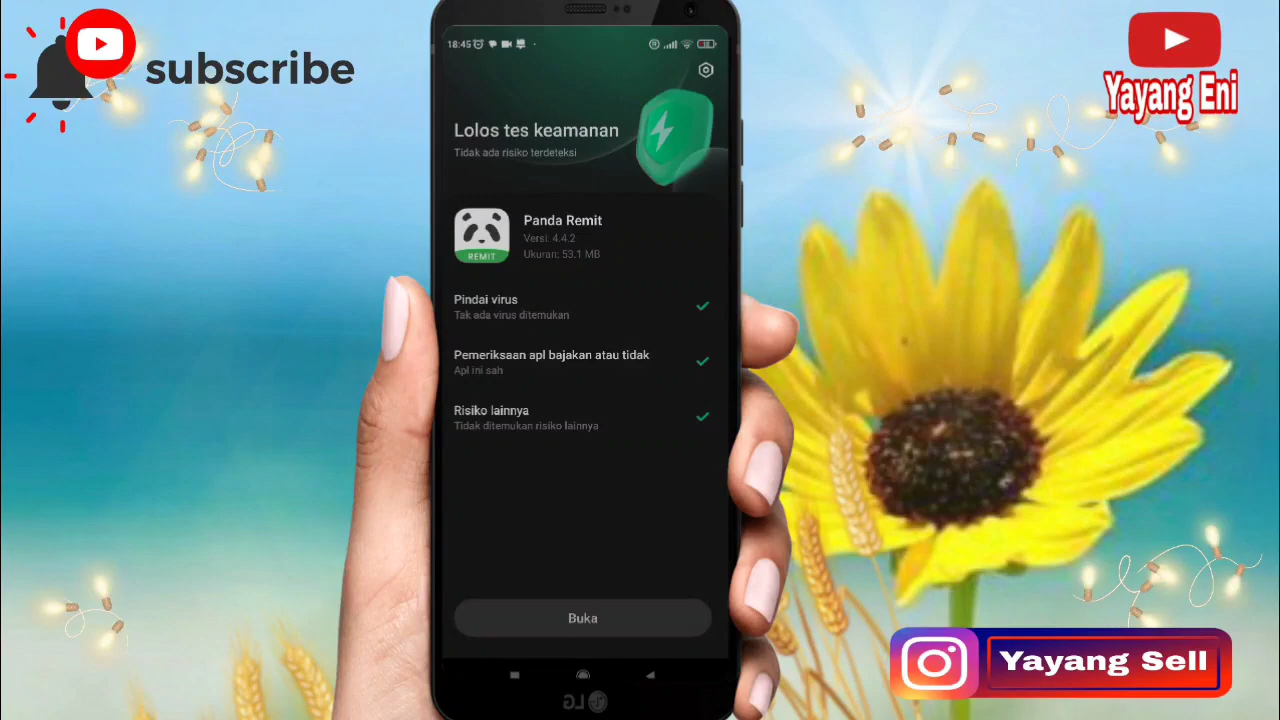 subscribe
Yayang Eni
18:45
Lolos tes keamanan
Tidak ada risiko terdeteksi
REMIT
Panda Remit
Versi: 4.4.2
Ukuran: 53.1 MB
Pindai virus
Tak ada virus ditemukan
Pemeriksaan apl bajakan atau tidak
Apl ini sah
Risiko lainnya
Tidak ditemukan risiko lainnya
Buka
LG
Yayang Sell